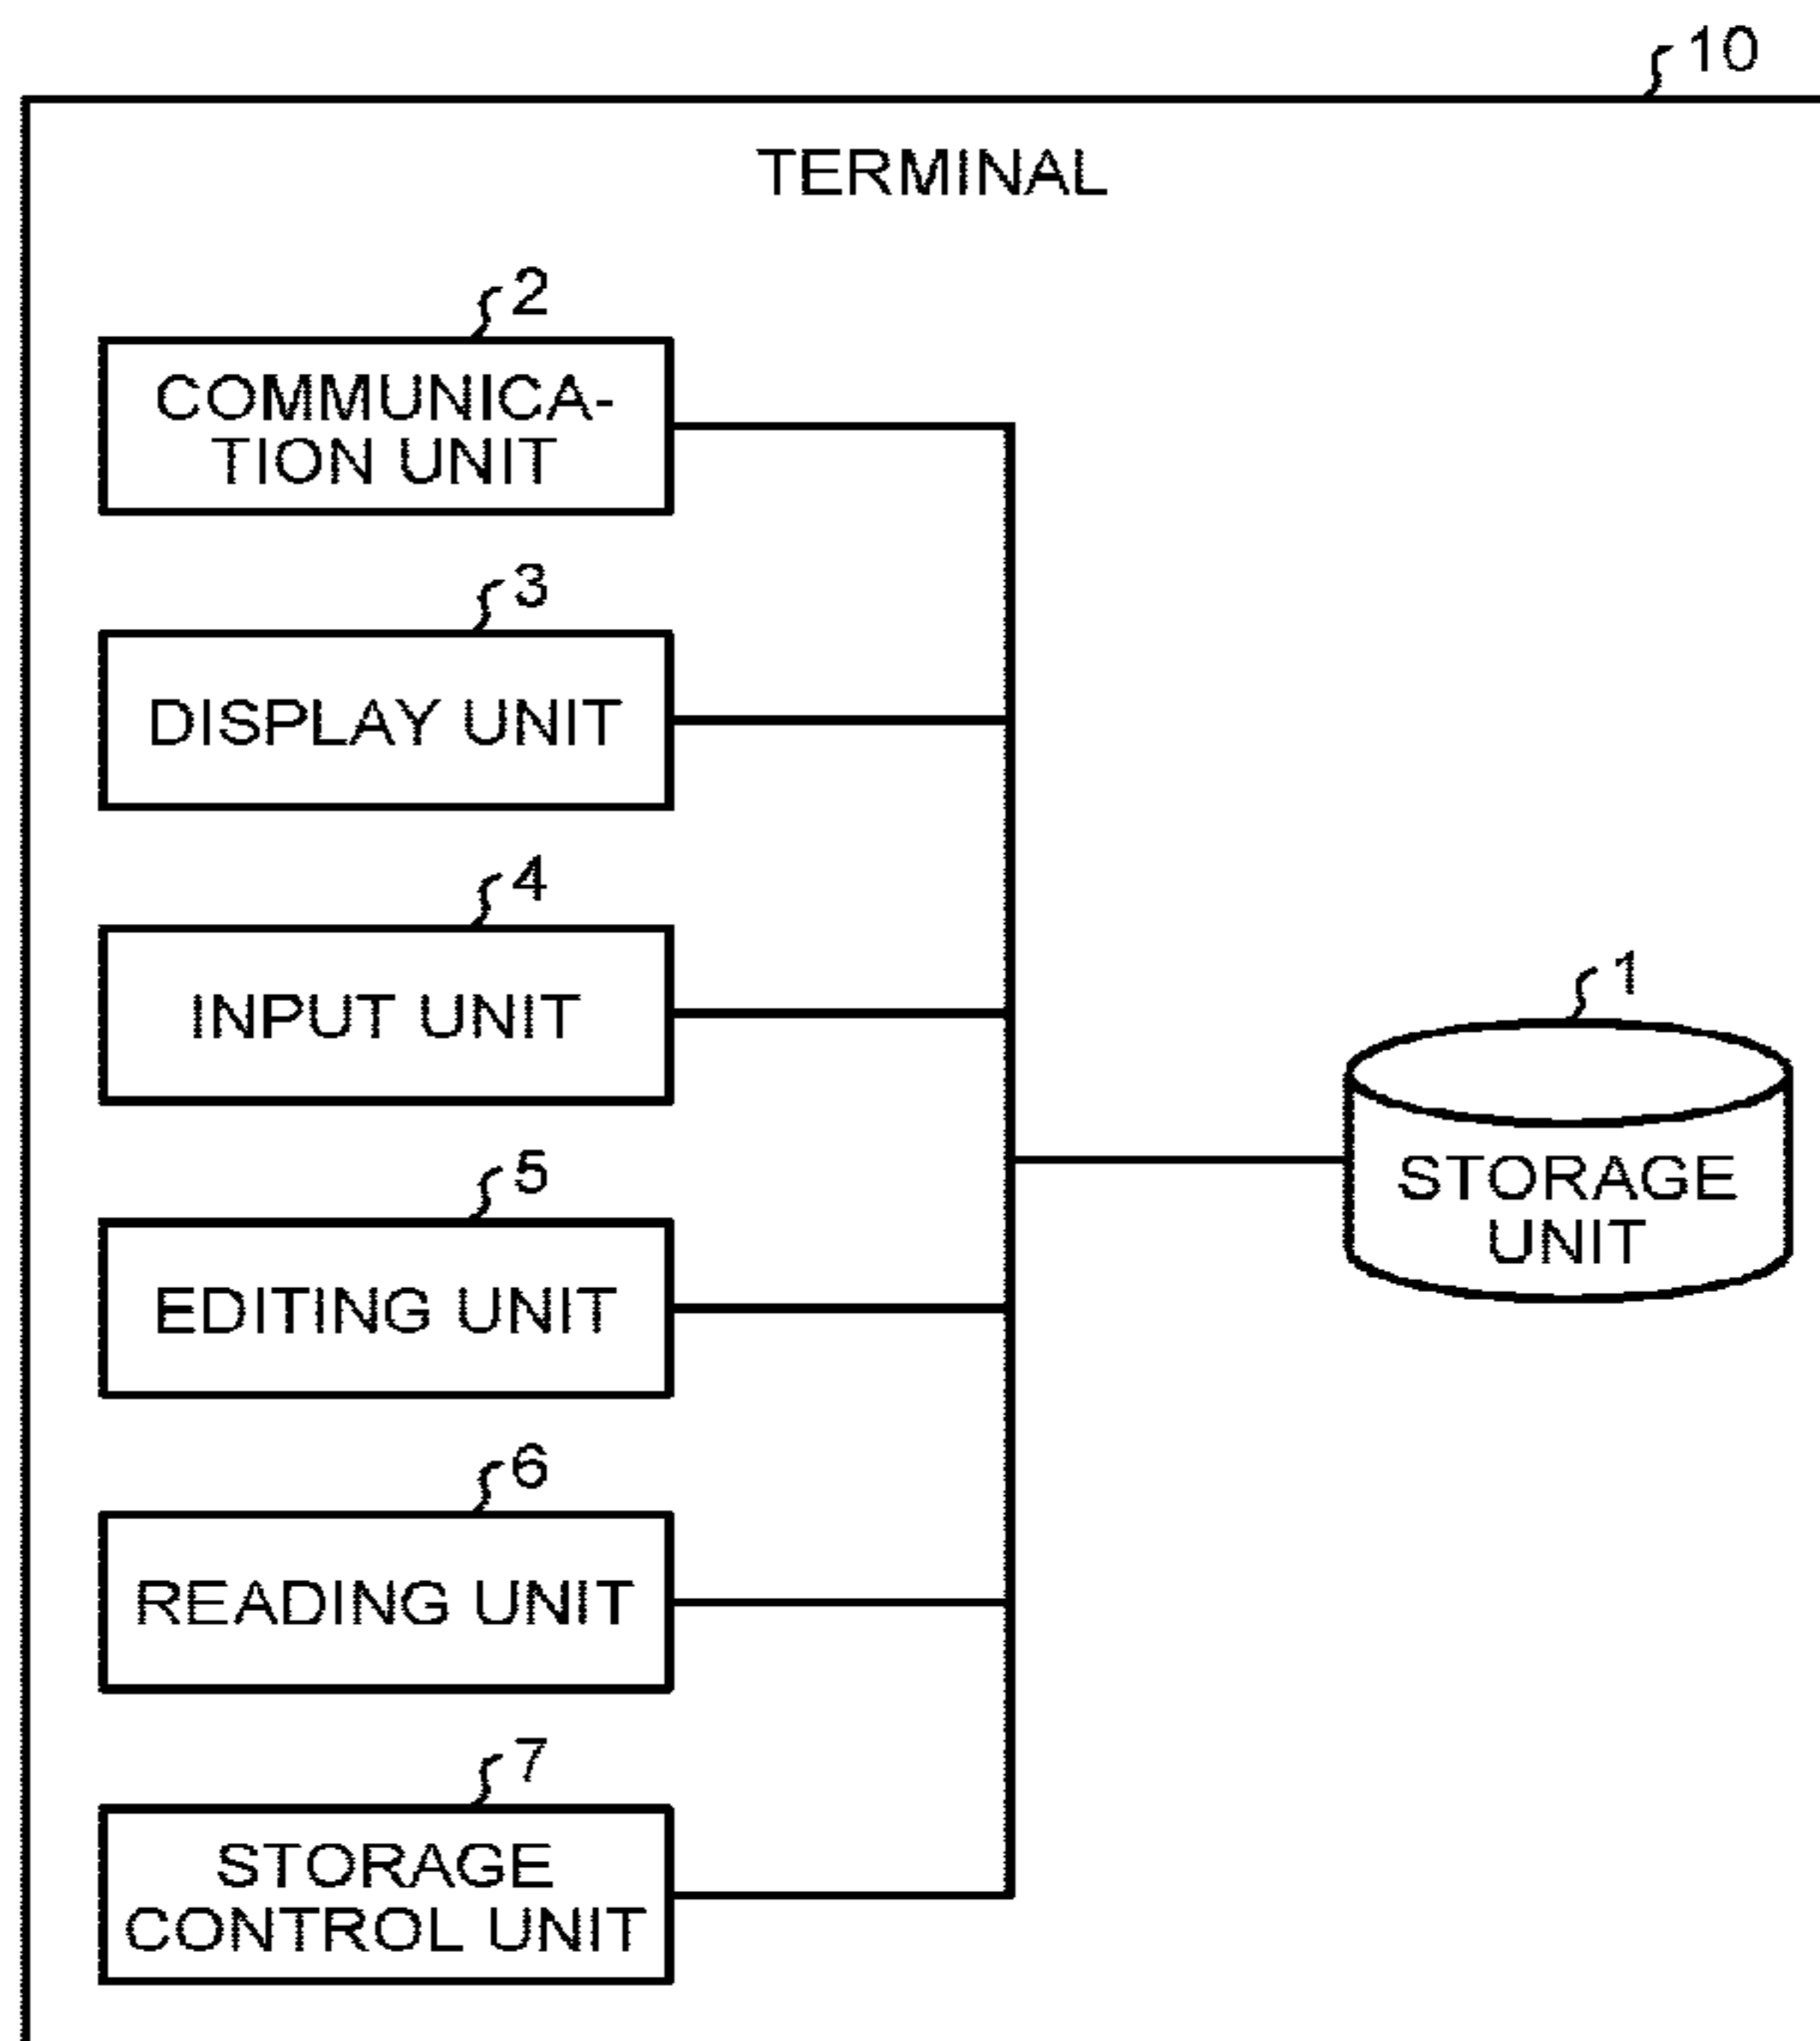 10
TERMINAL
2
COMMUNICA-
TION UNIT
3
DISPLAY UNIT
4
INPUT UNIT
1
STORAGE
UNIT
5
EDITING UNIT
6
READING UNIT
7
STORAGE
CONTROL UNIT